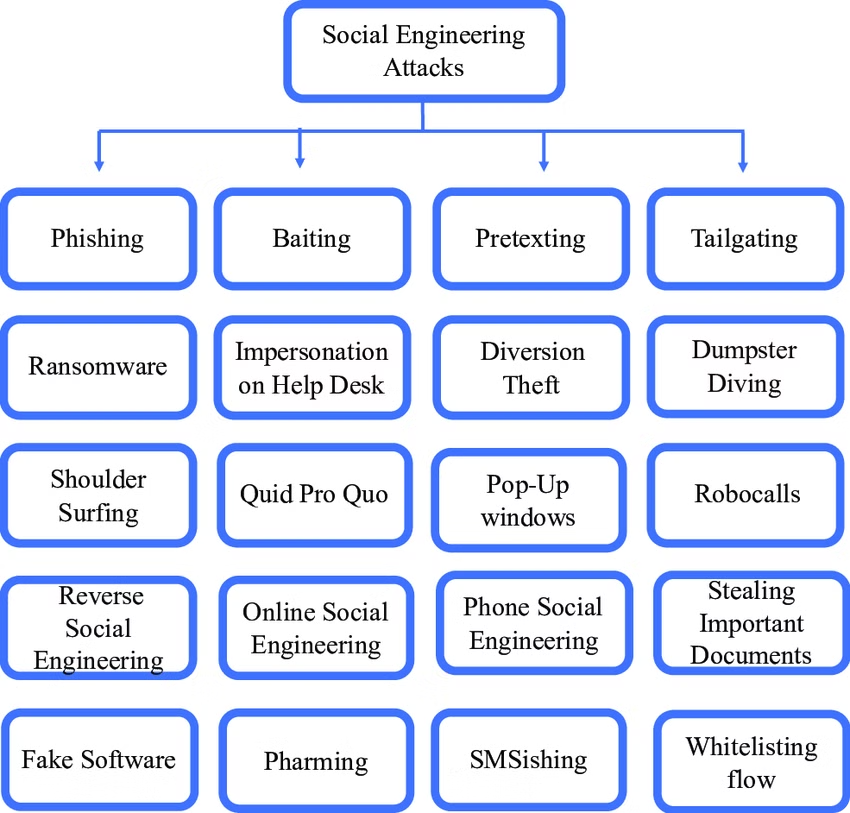 Social Engineering
Attacks
Phishing
Baiting
Pretexting
Tailgating
Ransomware
Impersonation
on Help Desk
Diversion
Theft
Dumpster
Diving
Shoulder
Surfing
Quid Pro Quo
Pop-Up
windows
Robocalls
Reverse
Social
Engineering
Online Social
Engineering
Phone Social
Engineering
Stealing
Important
Documents
Fake Software
Pharming
SMSishing
Whitelisting
flow